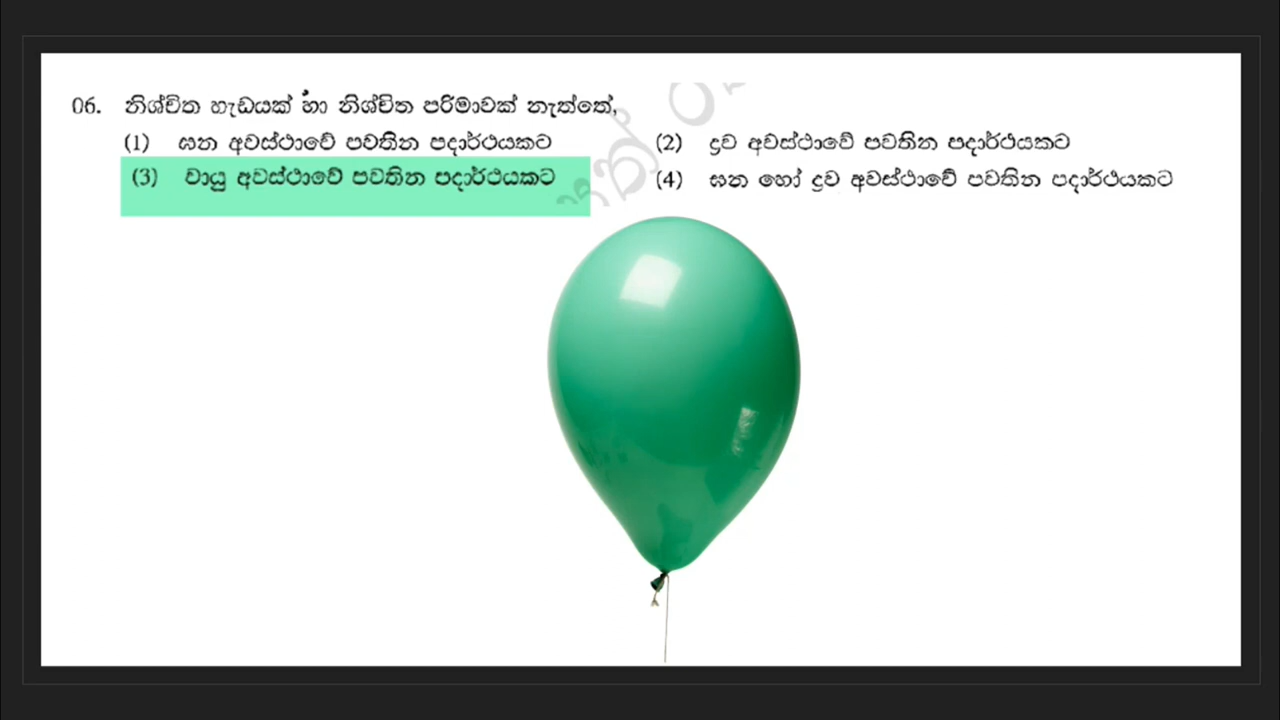 06. නිශ්චිත හැඩයක් හා නිශ්චිත පරිමාවක් නැත්තේ,
(1) ඝන අවස්ථාවේ පවතින පදාර්ථයකට (2) ද්‍රව අවස්ථාවේ පවතින පදාර්ථයකට
(3) වායු අවස්ථාවේ පවතින පදාර්ථයකට (4) ඝන හෝ ද්‍රව අවස්ථාවේ පවතින පදාර්ථයකට